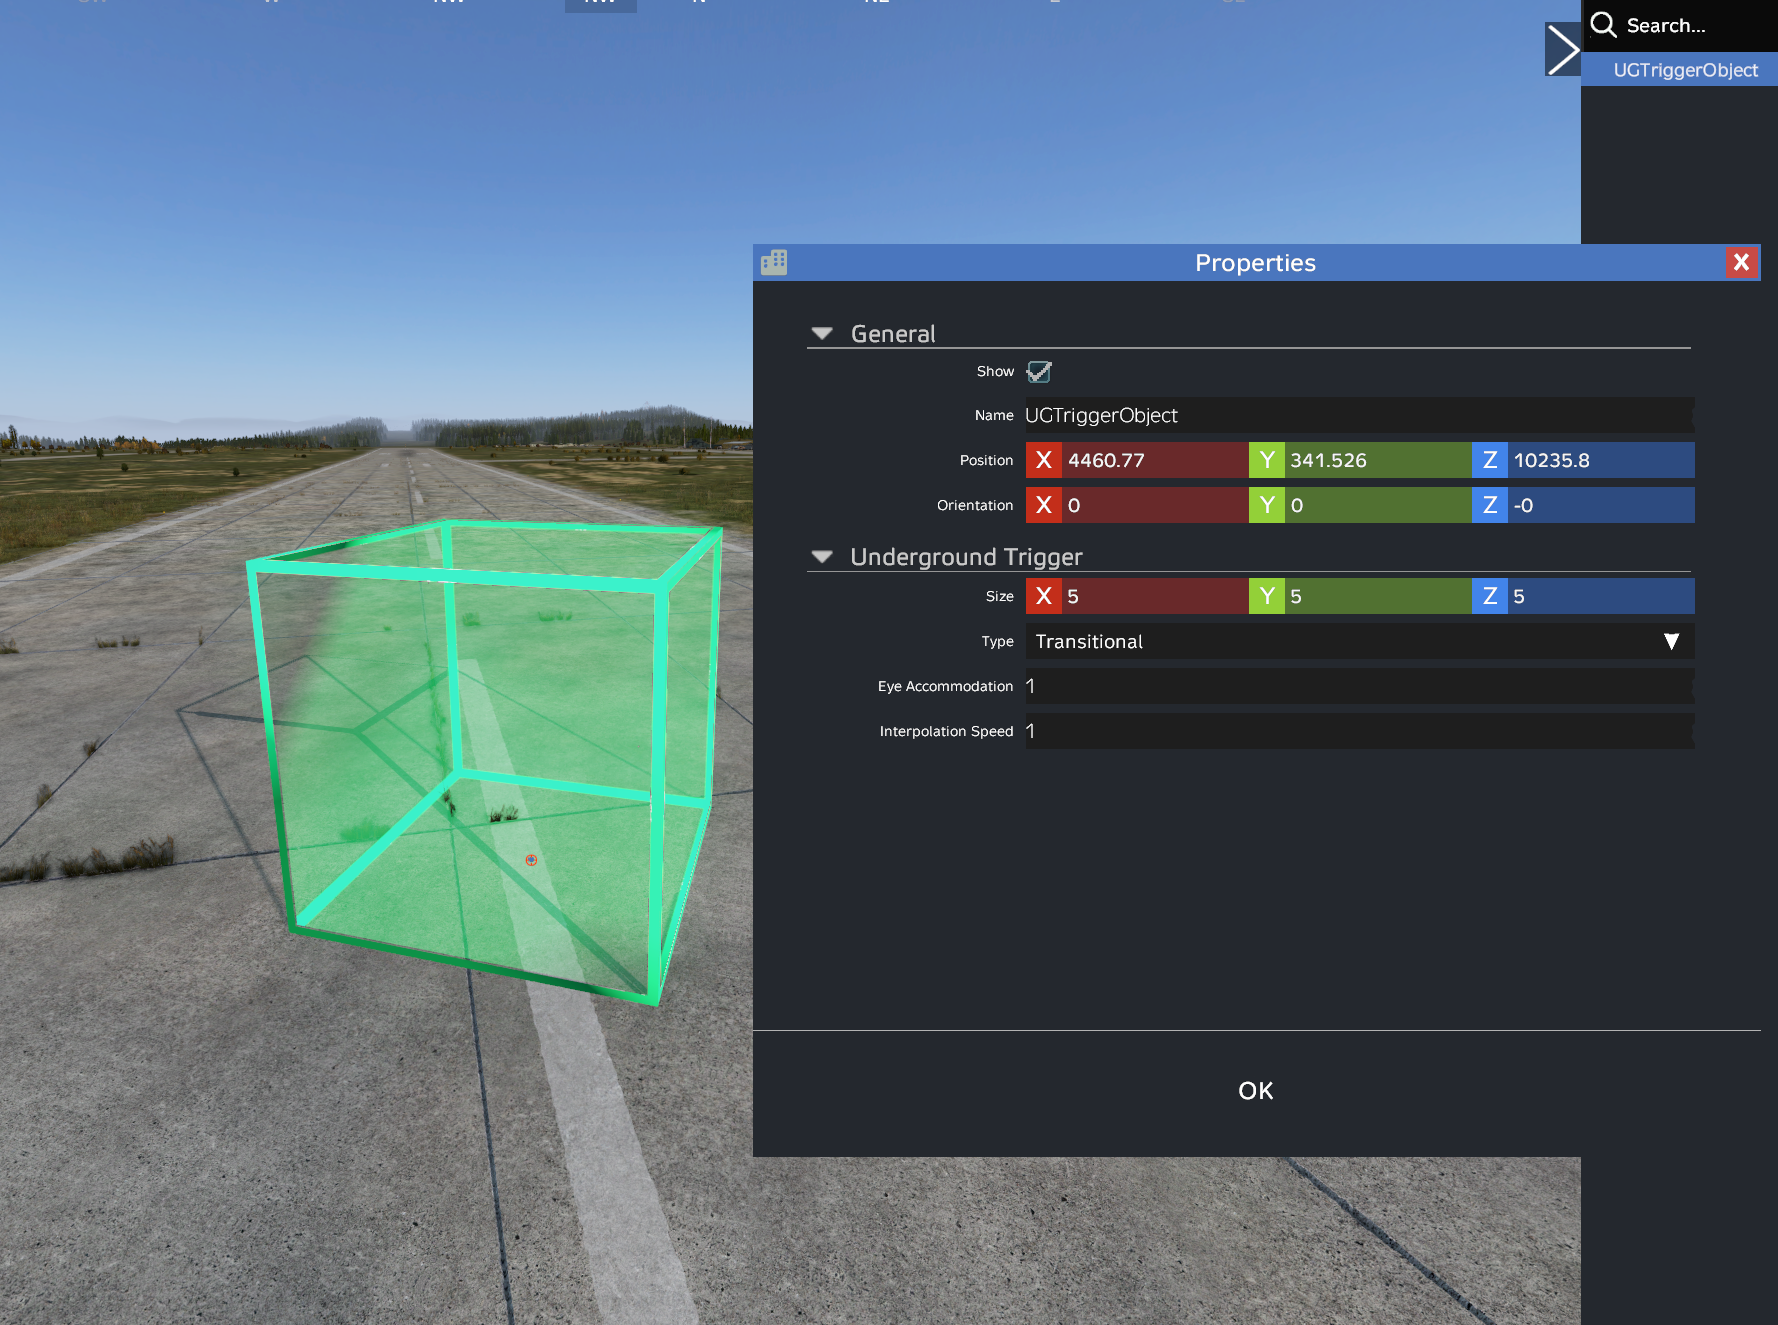 Search...
UGTriggerObject
Properties
X
General
Show
Name UGTriggerObject
Position X 4460.77 Y 341.526 Z 10235.8
Orientation X 0 Y 0 Z -0
Underground Trigger
Size X 5 Y 5 Z 5
Type Transitional
Eye Accommodation 1
Interpolation Speed 1
OK